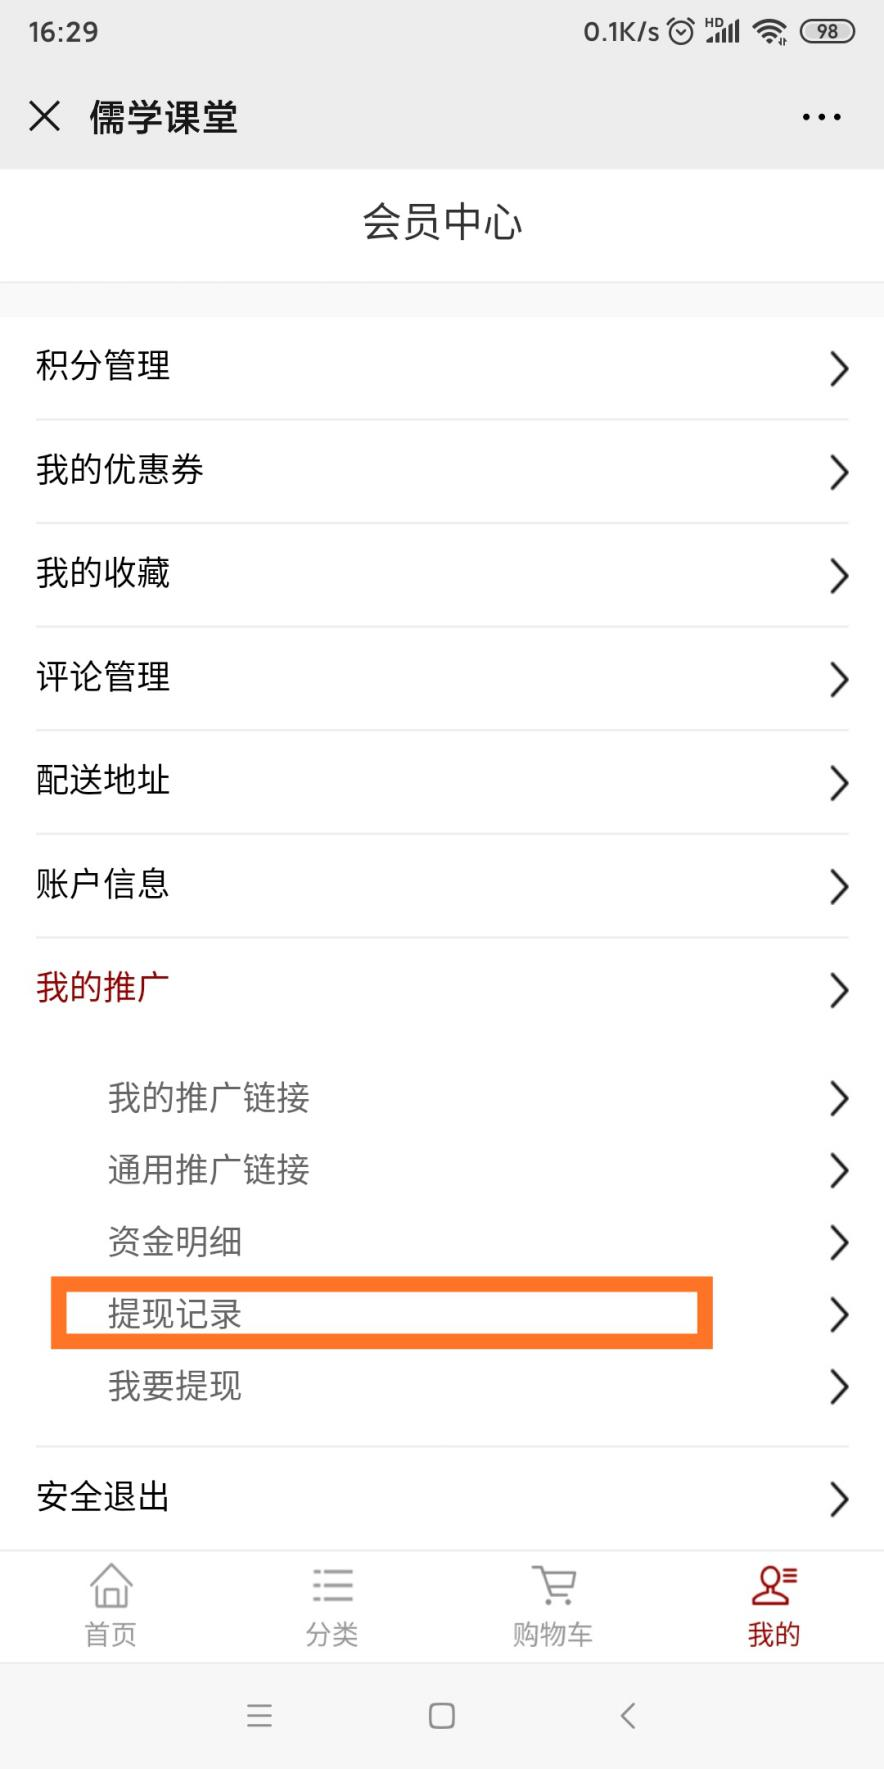 16:29
0.1K/s HD 98
儒学课堂
会员中心
积分管理
我的优惠券
我的收藏
评论管理
配送地址
账户信息
我的推广
我的推广链接
通用推广链接
资金明细
提现记录
我要提现
安全退出
首页 分类 购物车 我的